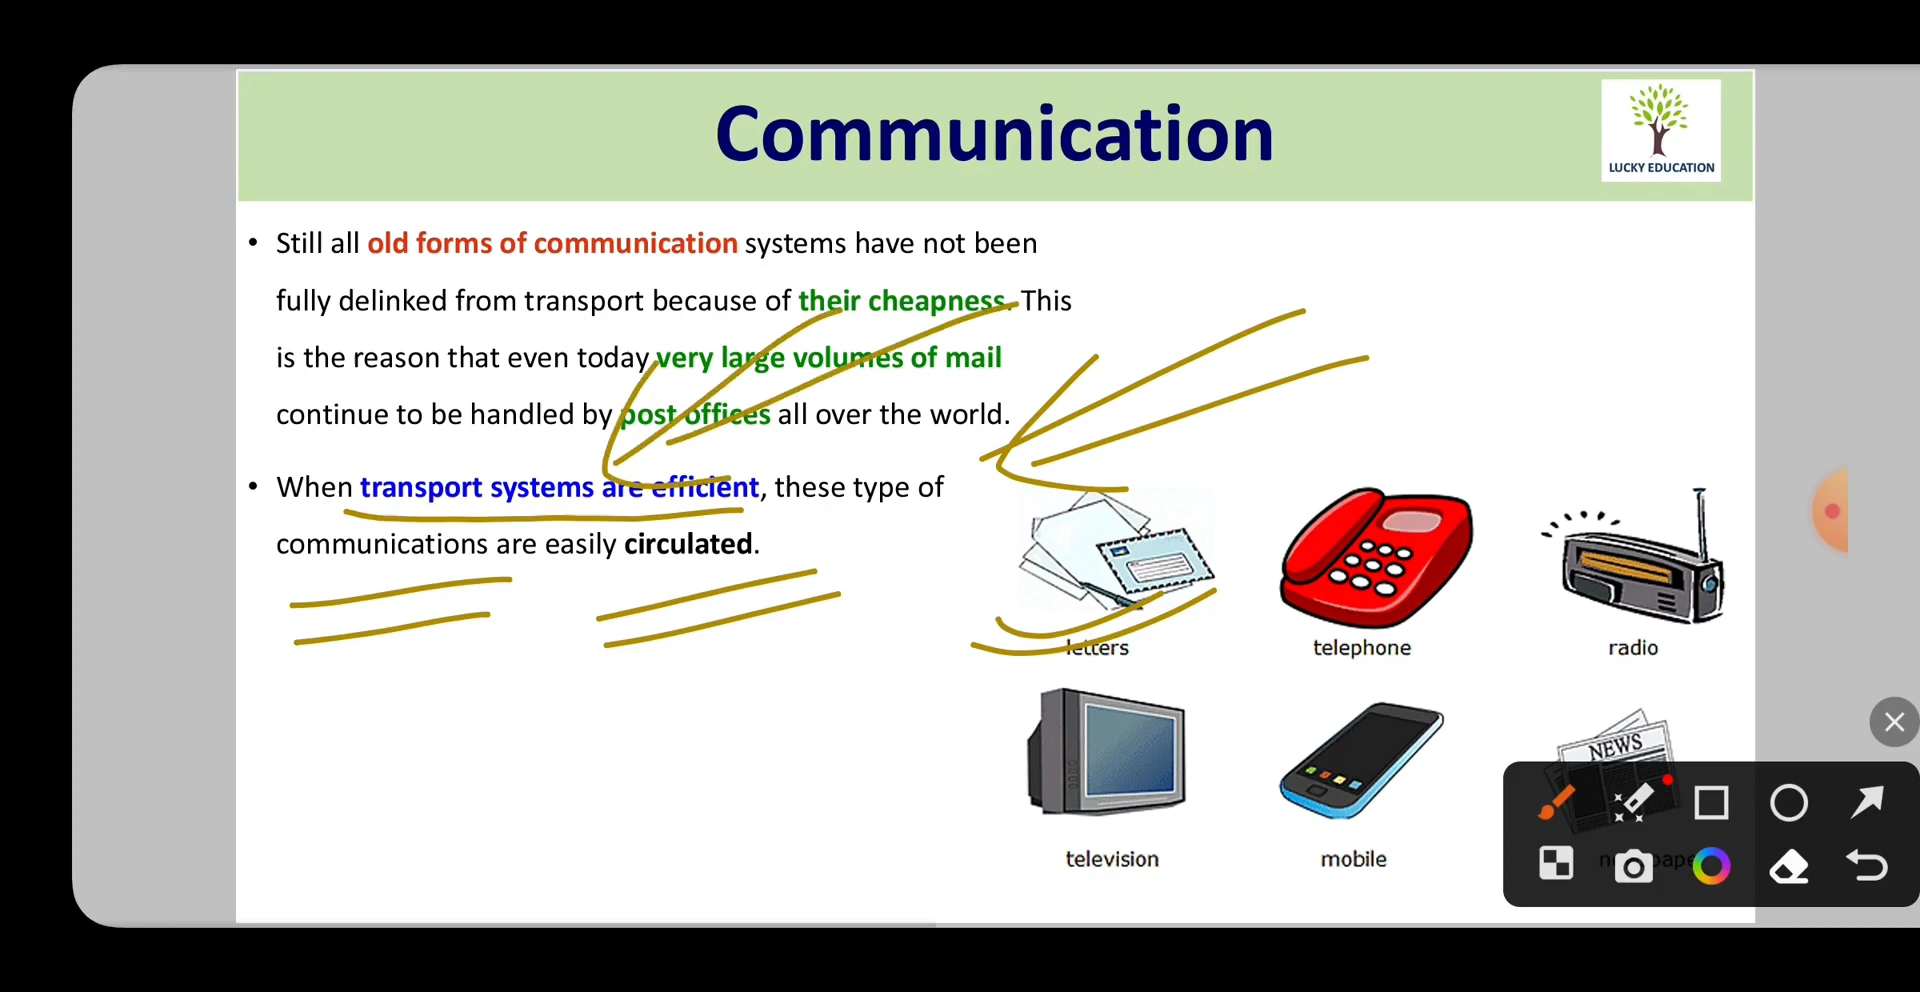 Communication
LUCKY EDUCATION
• Still all old forms of communication systems have not been
fully delinked from transport because of their cheapness. This
is the reason that even today very large volumes of mail
continue to be handled by post offices all over the world.
• When transport systems are efficient, these type of
communications are easily circulated.
letters
telephone
radio
NEWS
television
mobile